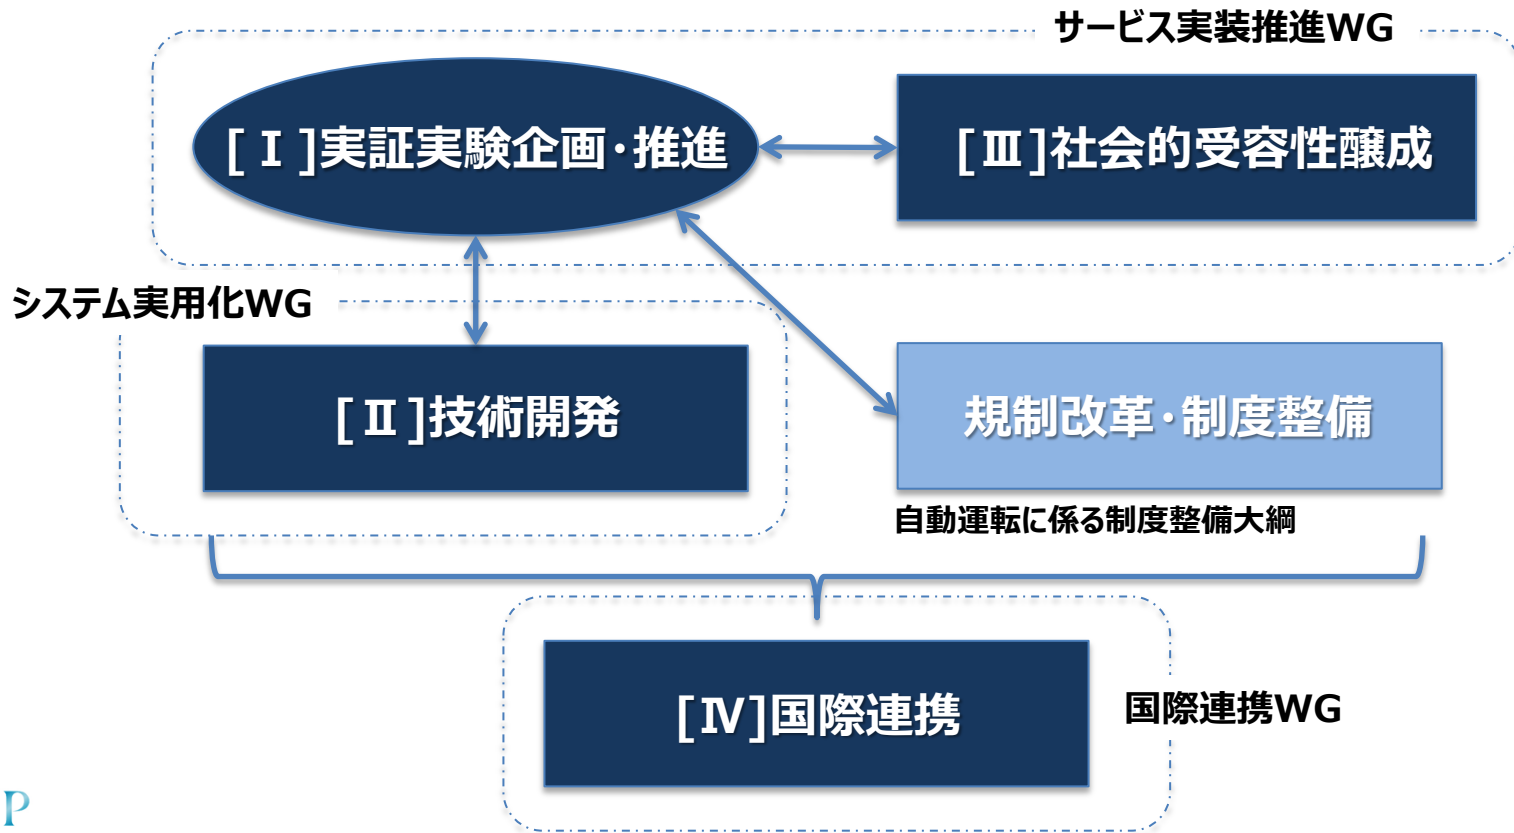 サービス実装推進WG
[Ⅰ]実証実験企画・推進
[Ⅲ]社会的受容性醸成
システム実用化WG
[Ⅱ]技術開発
規制改革・制度整備
自動運転に係る制度整備大綱
[Ⅳ]国際連携
国際連携WG
P